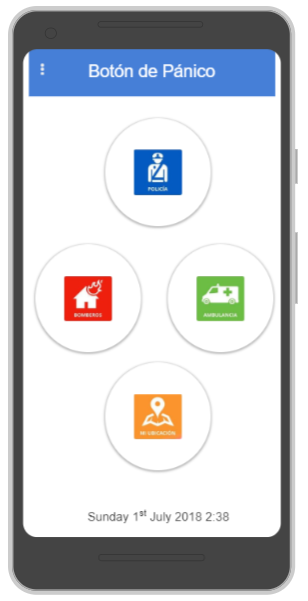 Botón de Pánico
POLICÍA
BOMBEROS
AMBULANCIA
MI UBICACIÓN
Sunday 1st July 2018 2:38